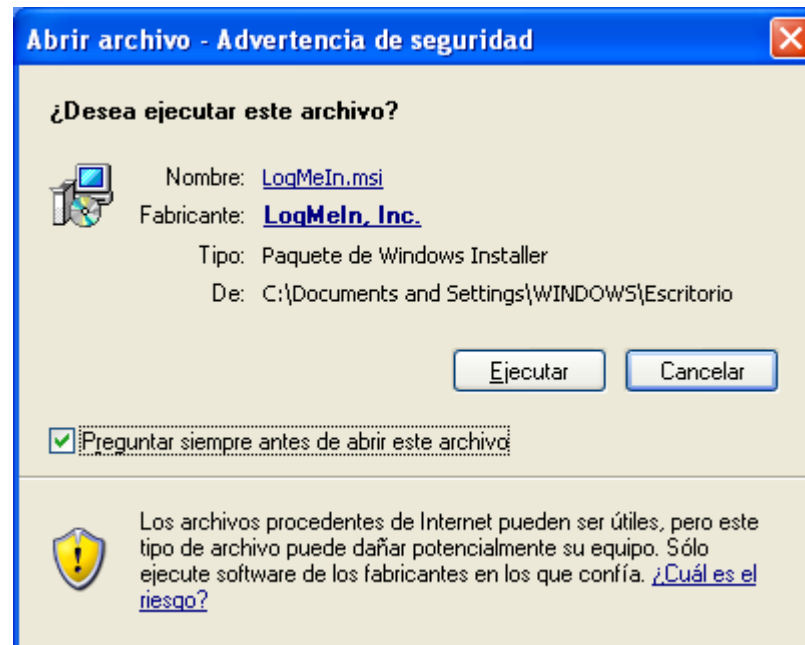 Abrir archivo - Advertencia de seguridad
¿Desea ejecutar este archivo?
Nombre: LogMeIn.msi
Fabricante: LogMeIn, Inc.
Tipo: Paquete de Windows Installer
De: C:\Documents and Settings\WINDOWS\Escritorio
Ejecutar Cancelar
Preguntar siempre antes de abrir este archivo
Los archivos procedentes de Internet pueden ser útiles, pero este
tipo de archivo puede dañar potencialmente su equipo. Sólo
ejecute software de los fabricantes en los que confía. ¿Cuál es el
riesgo?